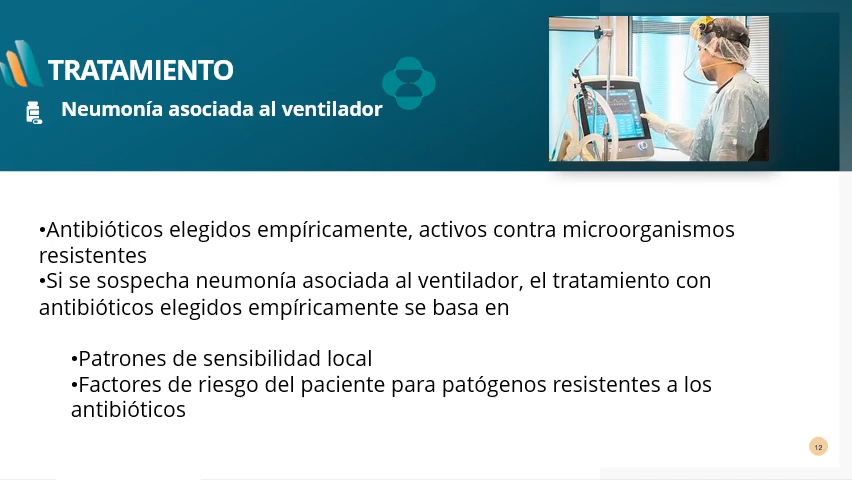 TRATAMIENTO
Neumonía asociada al ventilador
•Antibióticos elegidos empíricamente, activos contra microorganismos
resistentes
•Si se sospecha neumonía asociada al ventilador, el tratamiento con
antibióticos elegidos empíricamente se basa en
•Patrones de sensibilidad local
•Factores de riesgo del paciente para patógenos resistentes a los
antibióticos
12